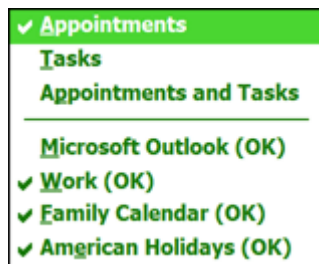 Appointments
Tasks
Appointments and Tasks
Microsoft Outlook (OK)
Work (OK)
Family Calendar (OK)
American Holidays (OK)